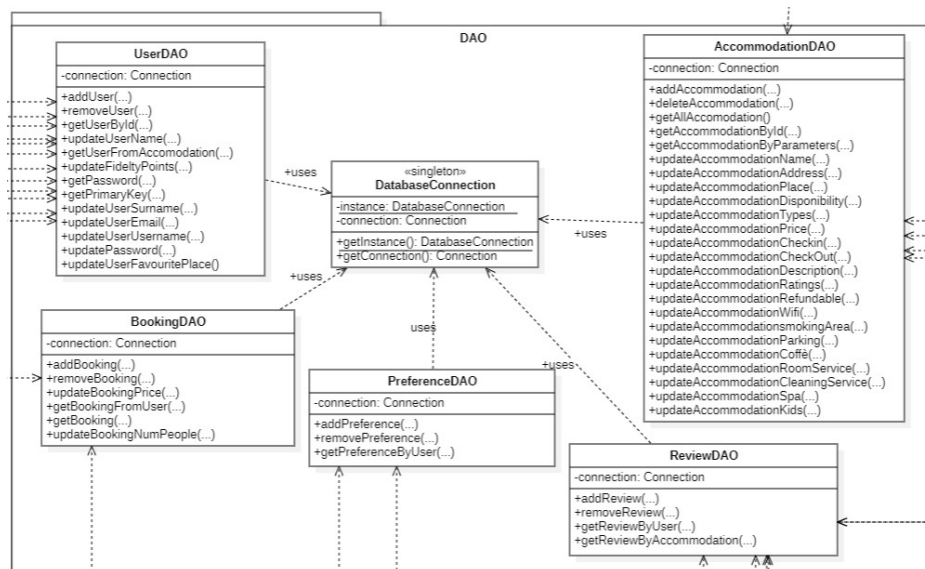 DAO
UserDAO
-connection: Connection
+addUser(...)
+removeUser(...)
+getUserById(...)
+updateUserName(...)
+getUserFromAccomodation(...)
+updateFideltyPoints(...)
+getPassword(...)
+getPrimaryKey(...)
+updateUserSurname(...)
+updateUserEmail(...)
+updateUserUsername(...)
+updatePassword(...)
+updateUserFavouritePlace()
+uses
«singleton»
DatabaseConnection
-instance: DatabaseConnection
-connection: Connection
+getInstance(): DatabaseConnection
+getConnection(): Connection
+uses
AccommodationDAO
-connection: Connection
+addAccommodation(...)
+deleteAccommodation(...)
+getAllAccomodation()
+getAccommodationById(...)
+getAccommodationByParameters(...)
+updateAccommodationName(...)
+updateAccommodationAddress(...)
+updateAccommodationPlace(...)
+updateAccommodationDisponibility(...)
+updateAccommodationTypes(...)
+updateAccommodationPrice(...)
+updateAccommodationCheckin(...)
+updateAccommodationCheckOut(...)
+updateAccommodationDescription(...)
+updateAccommodationRatings(...)
+updateAccommodationRefundable(...)
+updateAccommodationWifi(...)
+updateAccommodationsmokingArea(...)
+updateAccommodationParking(...)
+updateAccommodationCoffè(...)
+updateAccommodationRoomService(...)
+updateAccommodationCleaningService(...)
+updateAccommodationSpa(...)
+updateAccommodationKids(...)
+uses
BookingDAO
-connection: Connection
+addBooking(...)
+removeBooking(...)
+updateBookingPrice(...)
+getBookingFromUser(...)
+getBooking(...)
+updateBookingNumPeople(...)
uses
PreferenceDAO
-connection: Connection
+addPreference(...)
+removePreference(...)
+getPreferenceByUser(...)
+uses
ReviewDAO
-connection: Connection
+addReview(...)
+removeReview(...)
+getReviewByUser(...)
+getReviewByAccommodation(...)